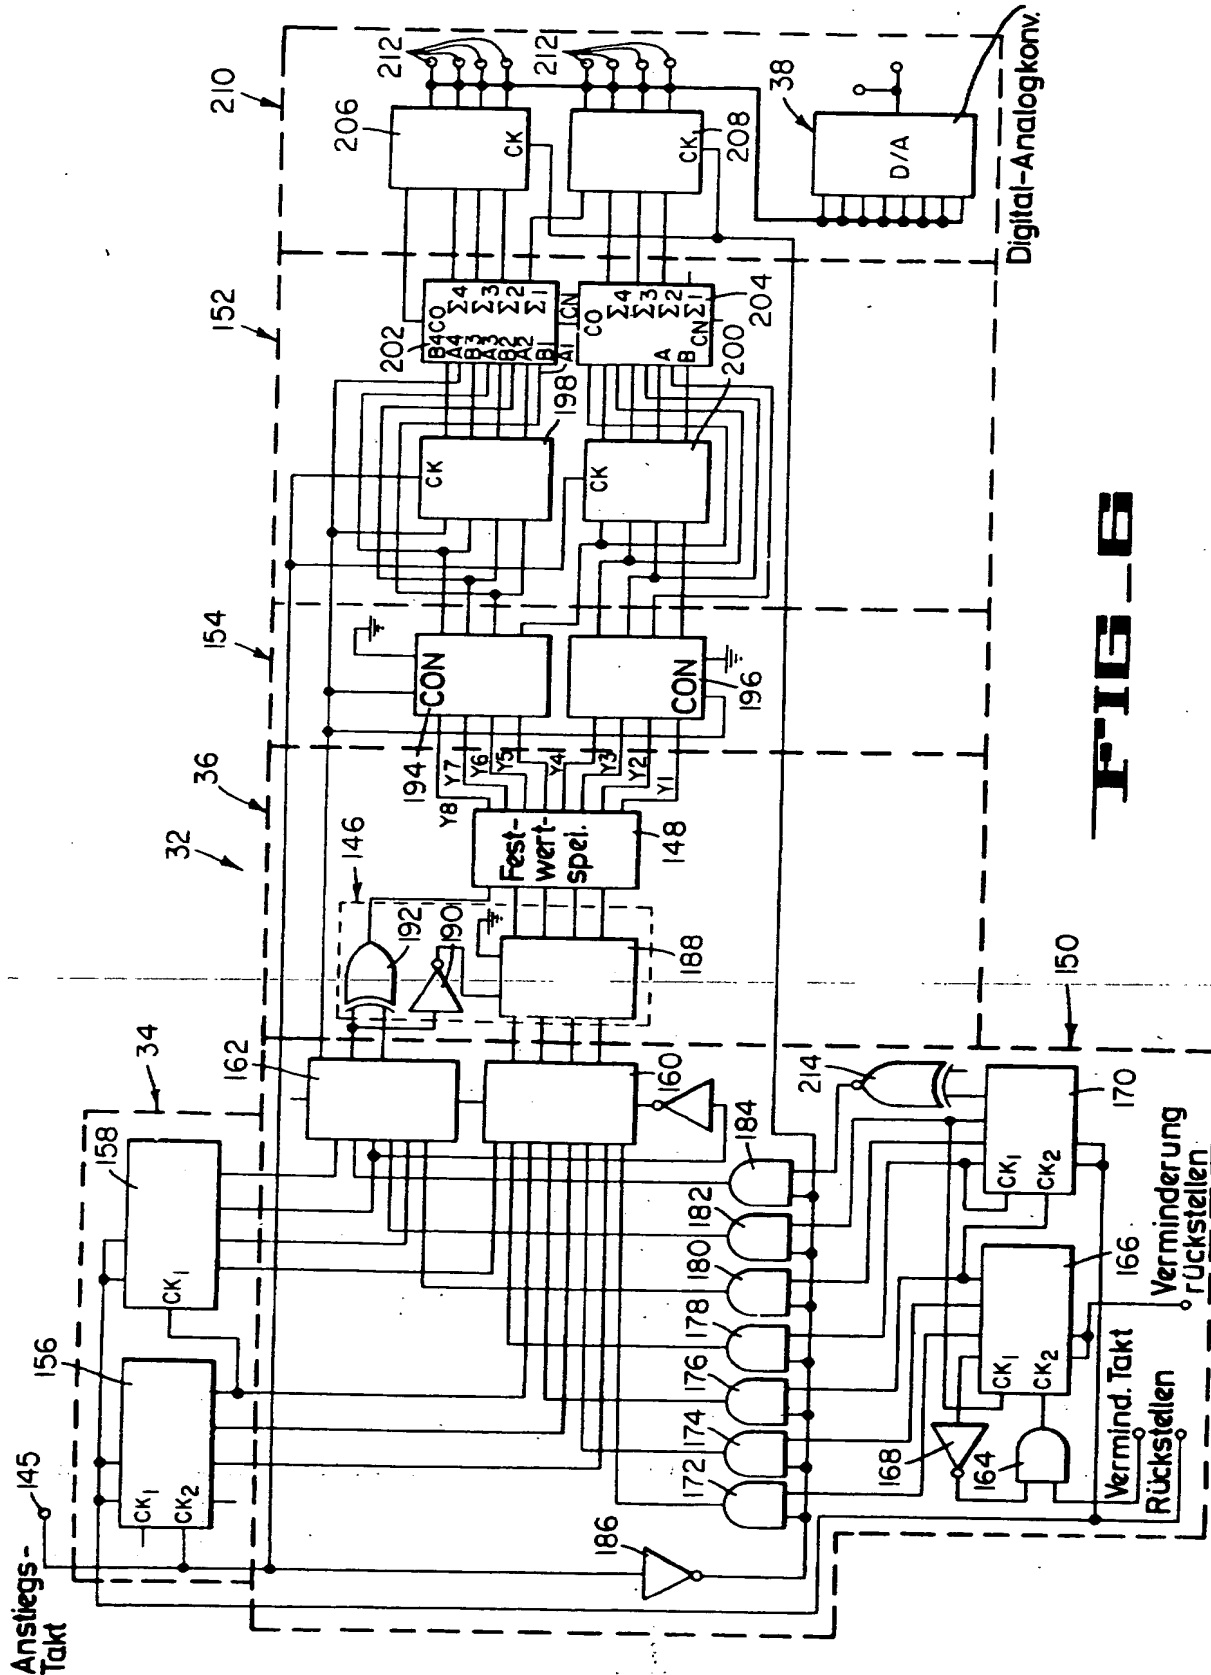 Anstiegs-
Takt
145
34
156
158
CK1
CK2
CK1
32
36
154
152
210
162
160
146
192
190
188
Fest-
wert-
spei.
148
Y8
Y7
Y6
Y5
Y4
Y3
Y2
Y1
194
CON
CON
196
CK
198
CK
200
202
B4
A4
B3
A3
B2
A2
B1
A1
CO
Σ4
Σ3
Σ2
Σ1
CN
CO
Σ4
Σ3
Σ2
Σ1
A
B
CN
204
206
CK
CK
208
212
212
38
D/A
Digital-Analogkonv.
186
172
174
176
178
180
182
184
214
150
170
CK1
CK2
166
CK1
CK2
168
164
Vermind. Takt
Rückstellen
Verminderung
rückstellen
FIG_6